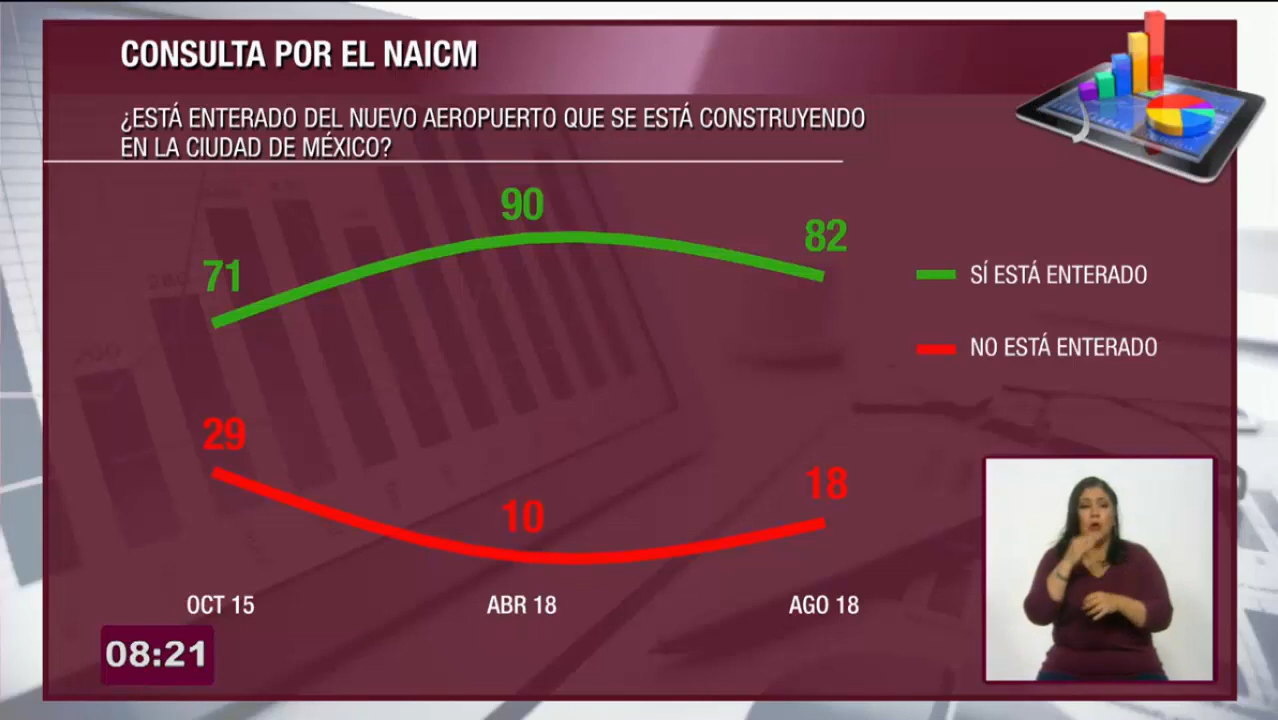 CONSULTA POR EL NAICM
¿ESTÁ ENTERADO DEL NUEVO AEROPUERTO QUE SE ESTÁ CONSTRUYENDO
EN LA CIUDAD DE MÉXICO?
71
90
82
SÍ ESTÁ ENTERADO
NO ESTÁ ENTERADO
29
10
18
OCT 15
ABR 18
AGO 18
08:21